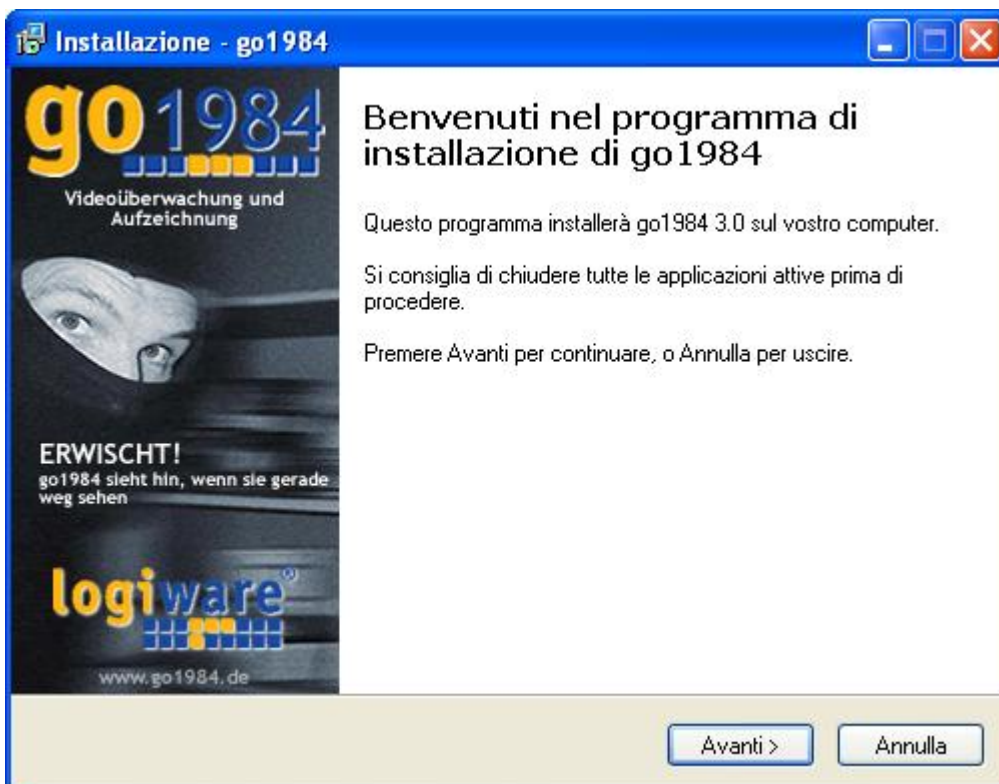 Installazione - go1984
go1984
Videoüberwachung und
Aufzeichnung
ERWISCHT!
go1984 sieht hin, wenn sie gerade
weg sehen
logiware®
www.go1984.de
Benvenuti nel programma di
installazione di go1984
Questo programma installerà go1984 3.0 sul vostro computer.
Si consiglia di chiudere tutte le applicazioni attive prima di
procedere.
Premere Avanti per continuare, o Annulla per uscire.
Avanti >
Annulla